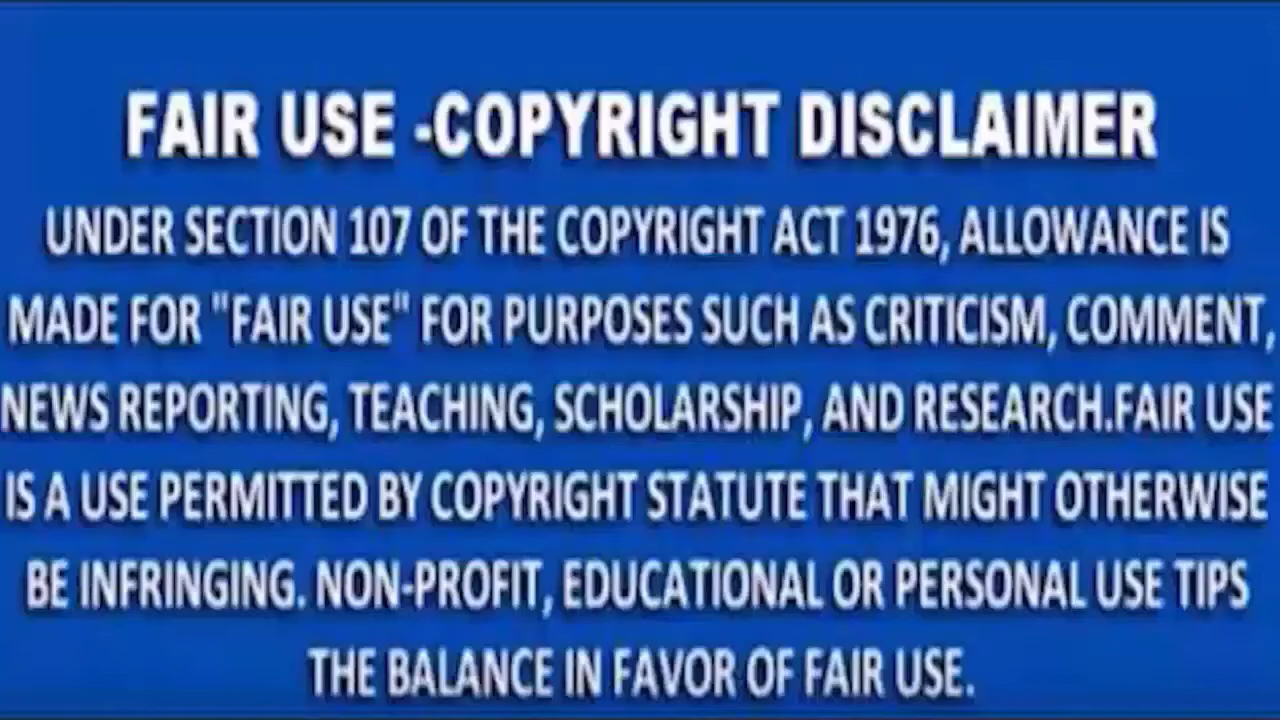 FAIR USE -COPYRIGHT DISCLAIMER
UNDER SECTION 107 OF THE COPYRIGHT ACT 1976, ALLOWANCE IS
MADE FOR "FAIR USE" FOR PURPOSES SUCH AS CRITICISM, COMMENT,
NEWS REPORTING, TEACHING, SCHOLARSHIP, AND RESEARCH.FAIR USE
IS A USE PERMITTED BY COPYRIGHT STATUTE THAT MIGHT OTHERWISE
BE INFRINGING. NON-PROFIT, EDUCATIONAL OR PERSONAL USE TIPS
THE BALANCE IN FAVOR OF FAIR USE.